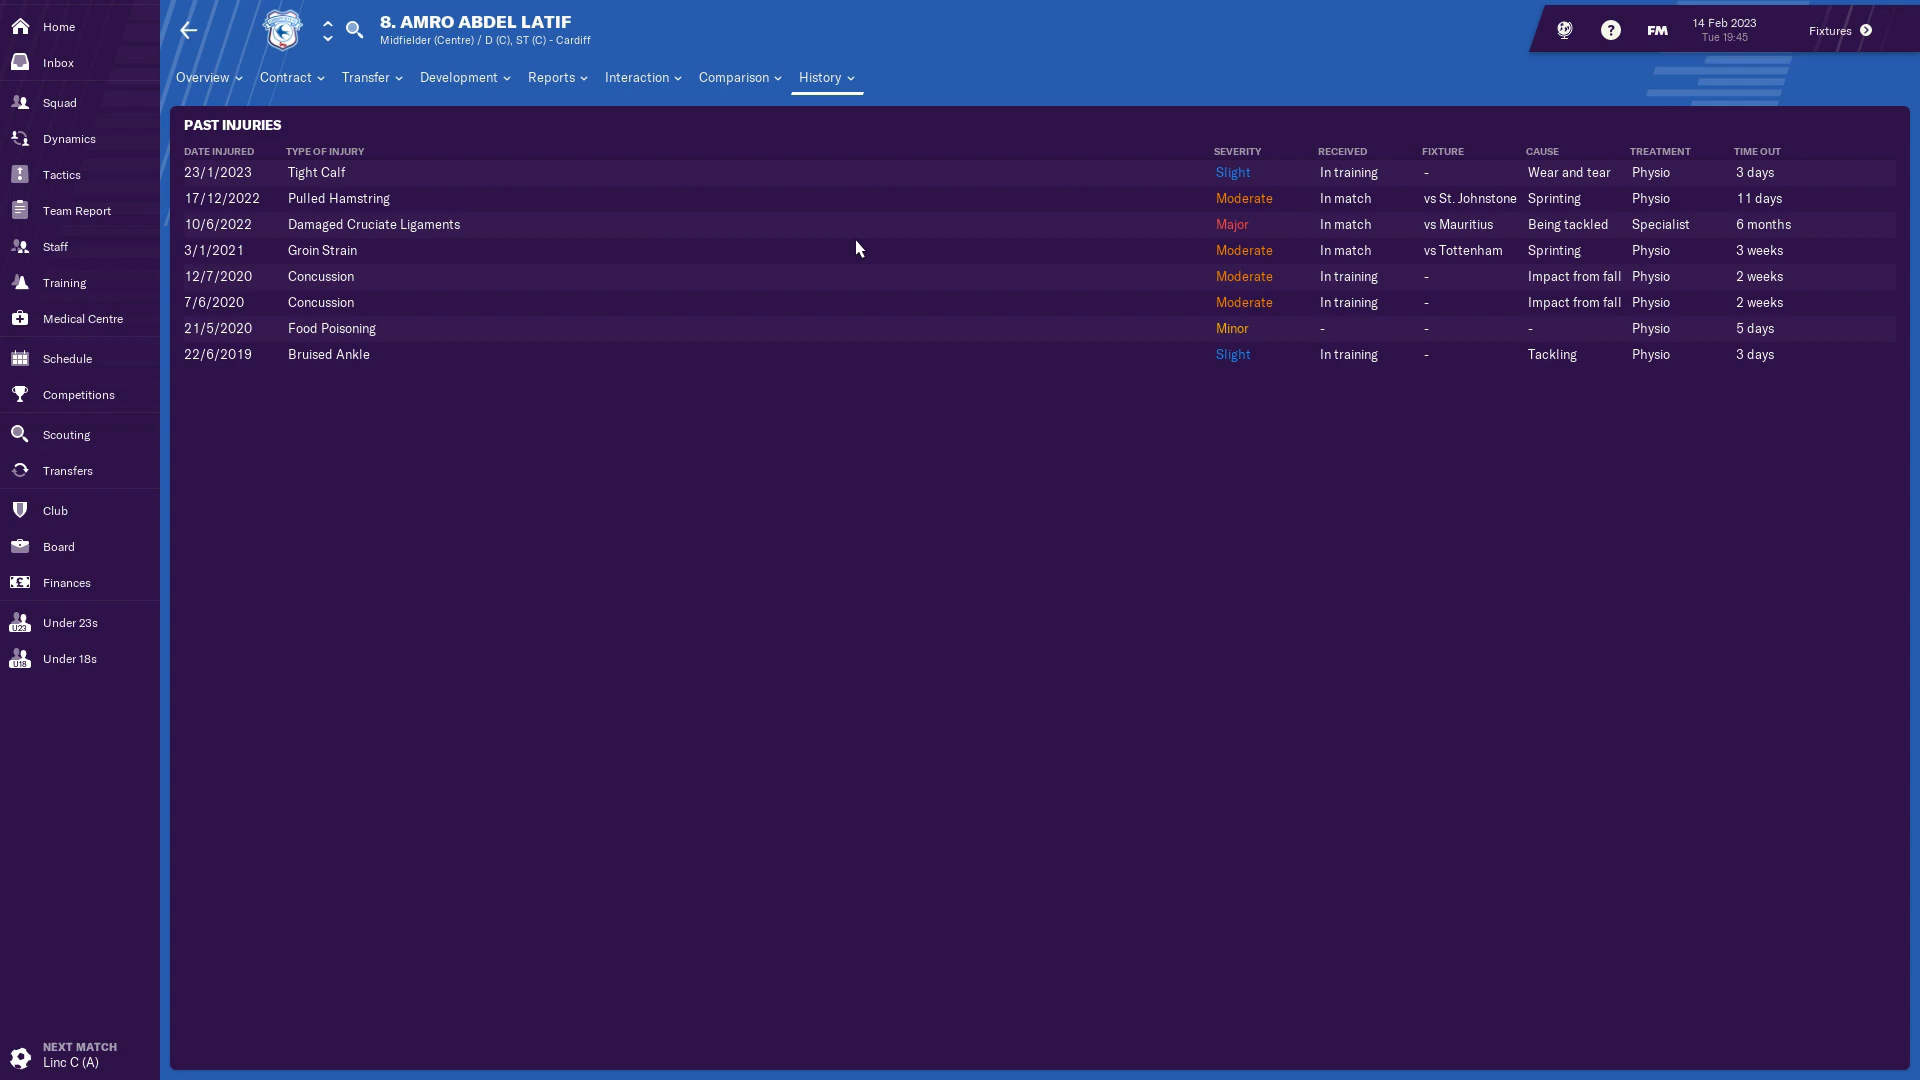 Home
Inbox
Squad
Dynamics
Tactics
Team Report
Staff
Training
Medical Centre
Schedule
Competitions
Scouting
Transfers
Club
Board
Finances
U23 Under 23s
U18 Under 18s
NEXT MATCH
Linc C (A)
8. AMRO ABDEL LATIF
Midfielder (Centre) / D (C), ST (C) - Cardiff
? FM 14 Feb 2023 Fixtures
Tue 19:45
Overview Contract Transfer Development Reports Interaction Comparison History
PAST INJURIES
DATE INJURED TYPE OF INJURY SEVERITY RECEIVED FIXTURE CAUSE TREATMENT TIME OUT
23/1/2023 Tight Calf Slight In training - Wear and tear Physio 3 days
17/12/2022 Pulled Hamstring Moderate In match vs St. Johnstone Sprinting Physio 11 days
10/6/2022 Damaged Cruciate Ligaments Major In match vs Mauritius Being tackled Specialist 6 months
3/1/2021 Groin Strain Moderate In match vs Tottenham Sprinting Physio 3 weeks
12/7/2020 Concussion Moderate In training - Impact from fall Physio 2 weeks
7/6/2020 Concussion Moderate In training - Impact from fall Physio 2 weeks
21/5/2020 Food Poisoning Minor - - - Physio 5 days
22/6/2019 Bruised Ankle Slight In training - Tackling Physio 3 days